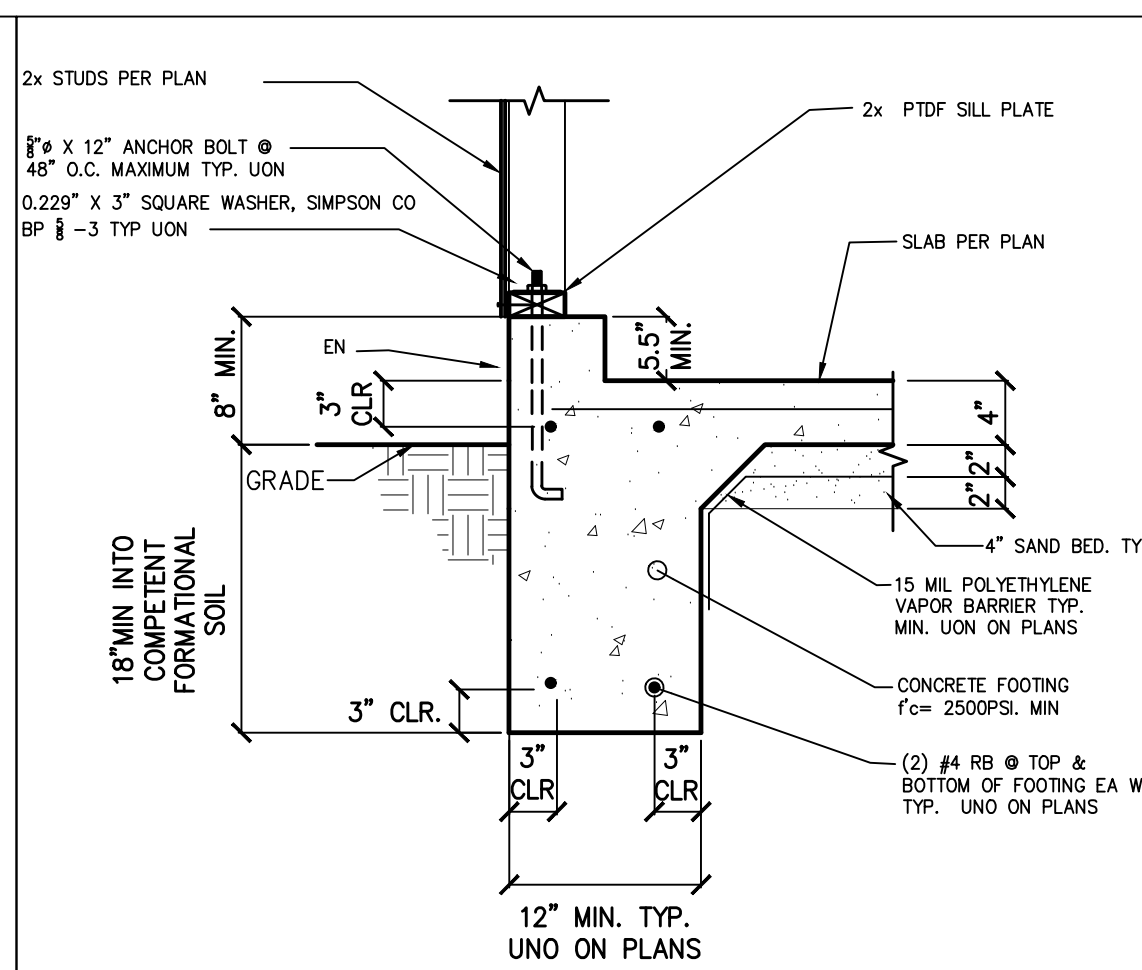 2x STUDS PER PLAN
5/8"ø X 12" ANCHOR BOLT @
48" O.C. MAXIMUM TYP. UON
0.229" X 3" SQUARE WASHER, SIMPSON CO
BP 5/8 -3 TYP UON
2x PTDF SILL PLATE
SLAB PER PLAN
8" MIN.
EN
3"
CLR
5.5"
MIN.
4"
2"
2"
GRADE
18"MIN INTO
COMPETENT
FORMATIONAL
SOIL
4" SAND BED. TY
15 MIL POLYETHYLENE
VAPOR BARRIER TYP.
MIN. UON ON PLANS
CONCRETE FOOTING
f'c= 2500PSI. MIN
3" CLR.
3"
CLR
3"
CLR
(2) #4 RB @ TOP &
BOTTOM OF FOOTING EA W
TYP. UNO ON PLANS
12" MIN. TYP.
UNO ON PLANS